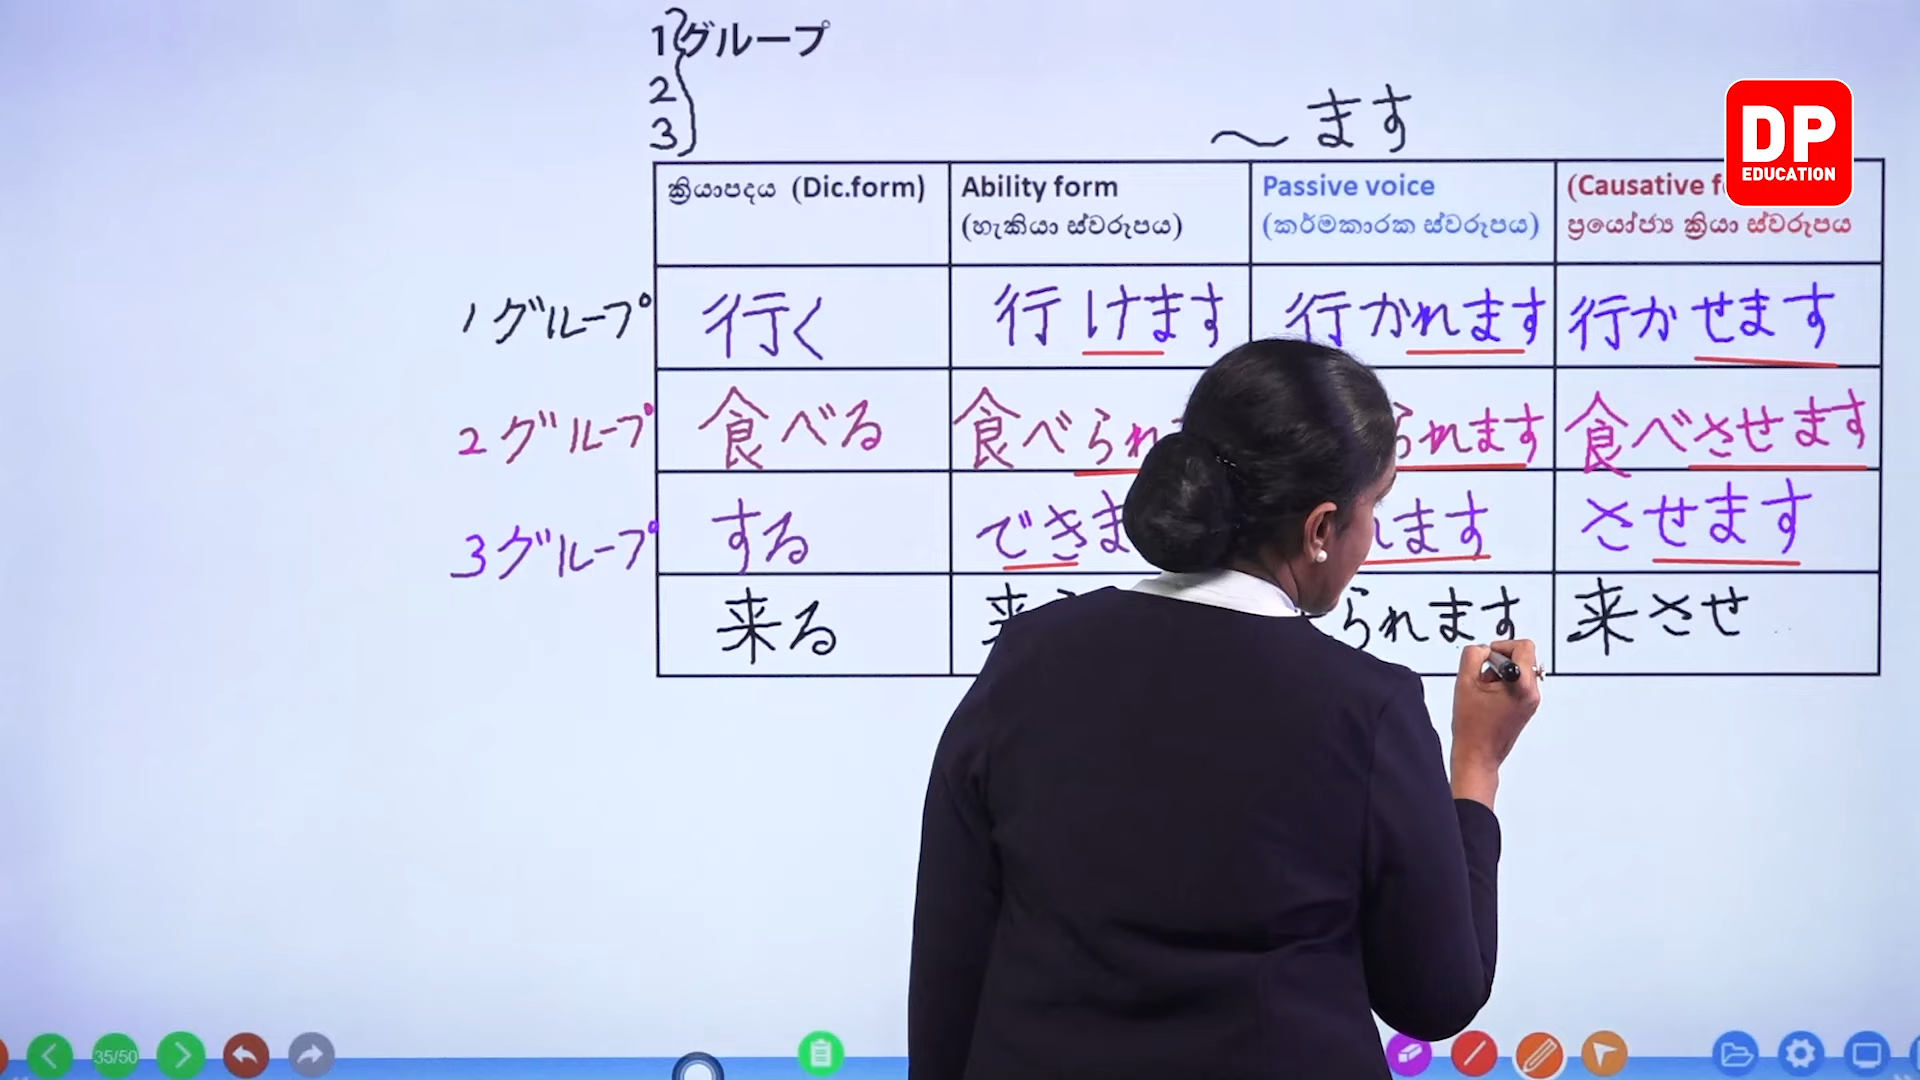 1グループ
2
3
～ます
DP
EDUCATION
ක්‍රියාපදය (Dic.form)
Ability form
(හැකියා ස්වරූපය)
Passive voice
(කර්මකාරක ස්වරූපය)
(Causative
ප්‍රයෝජ්‍ය ක්‍රියා ස්වරූපය
1グループ 行く 行けます 行かれます 行かせます
2グループ 食べる 食べられ られます 食べさせます
3グループ する できま ます させます
来る 来 られます 来させ
35/50